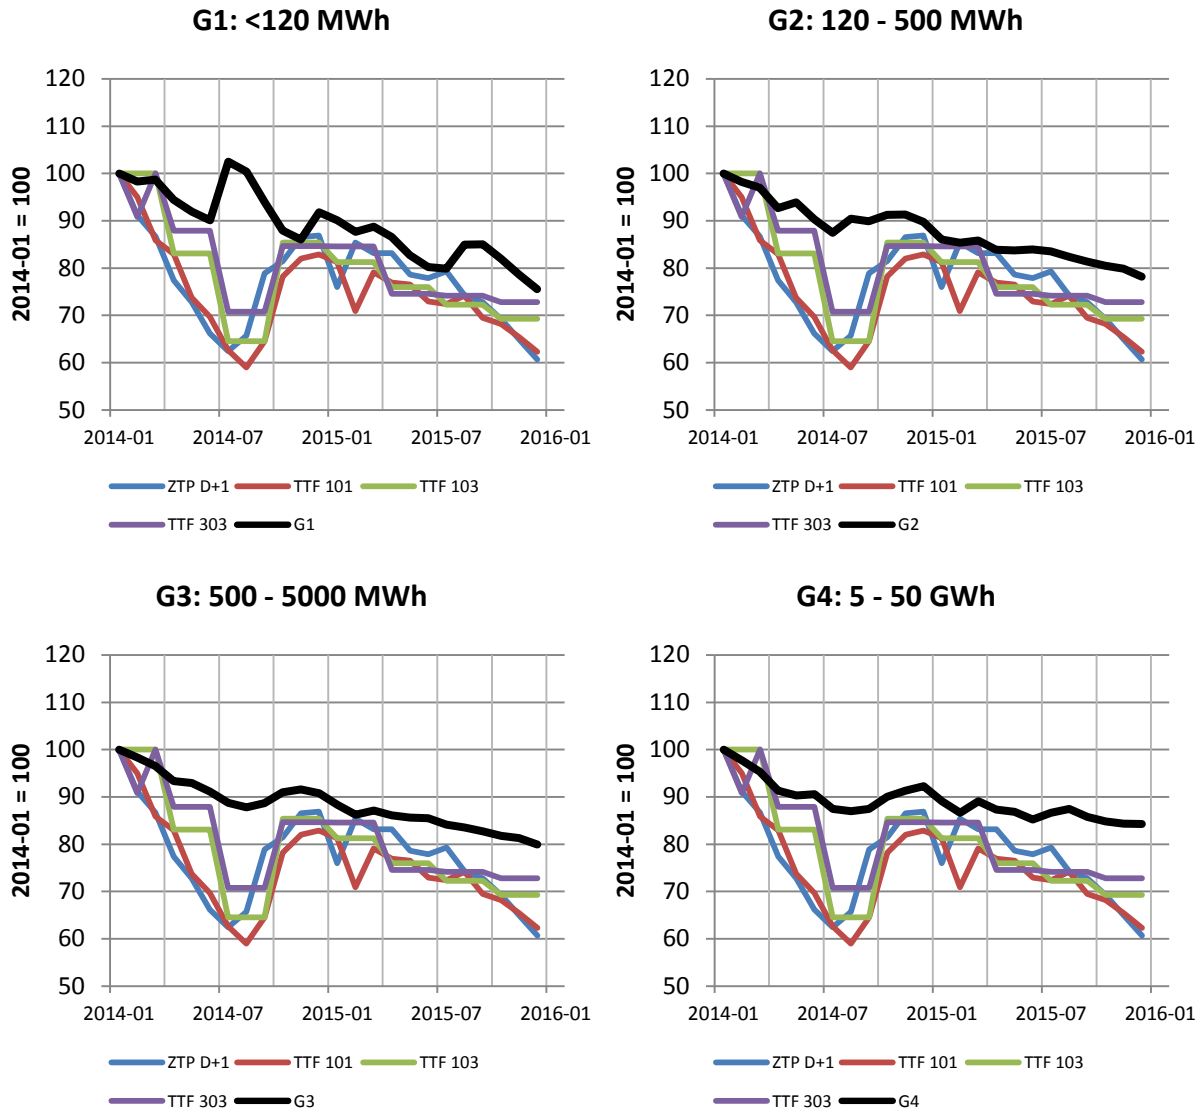 G1: <120 MWh
2014-01 = 100
120
110
100
90
80
70
60
50
2014-01 2014-07 2015-01 2015-07 2016-01
ZTP D+1 TTF 101 TTF 103
TTF 303 G1
G2: 120 - 500 MWh
2014-01 = 100
120
110
100
90
80
70
60
50
2014-01 2014-07 2015-01 2015-07 2016-01
ZTP D+1 TTF 101 TTF 103
TTF 303 G2
G3: 500 - 5000 MWh
2014-01 = 100
120
110
100
90
80
70
60
50
2014-01 2014-07 2015-01 2015-07 2016-01
ZTP D+1 TTF 101 TTF 103
TTF 303 G3
G4: 5 - 50 GWh
2014-01 = 100
120
110
100
90
80
70
60
50
2014-01 2014-07 2015-01 2015-07 2016-01
ZTP D+1 TTF 101 TTF 103
TTF 303 G4